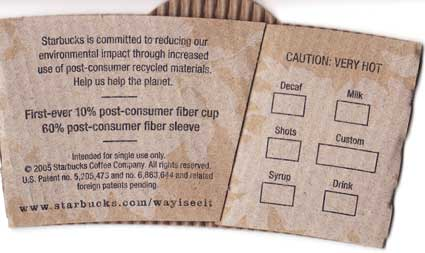 Starbucks is committed to reducing our
environmental impact through increased
use of post-consumer recycled materials.
Help us help the planet.
First-ever 10% post-consumer fiber cup
60% post-consumer fiber sleeve
Intended for single use only.
© 2005 Starbucks Coffee Company. All rights reserved.
U.S. Patent no. 5,205,473 and no. 6,863,644 and related
foreign patents pending.
www.starbucks.com/wayiseeit
CAUTION: VERY HOT
Decaf
Milk
Shots
Custom
Syrup
Drink